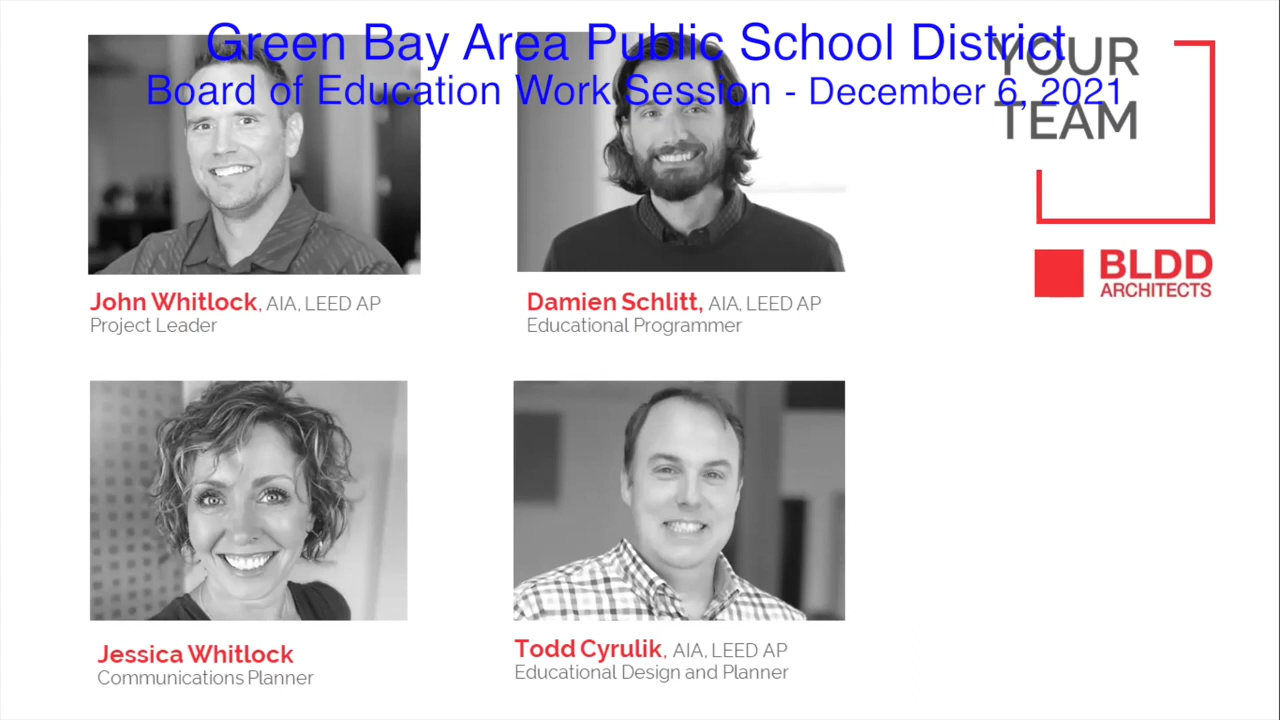 Green Bay Area Public School District
Board of Education Work Session - December 6, 2021
YOUR
TEAM
BLDD
ARCHITECTS
John Whitlock, AIA, LEED AP
Project Leader
Damien Schlitt, AIA, LEED AP
Educational Programmer
Jessica Whitlock
Communications Planner
Todd Cyrulik, AIA, LEED AP
Educational Design and Planner